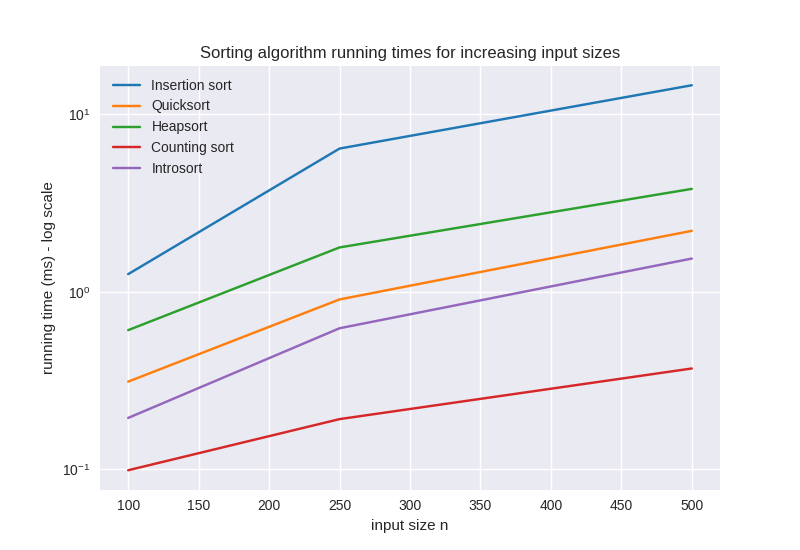 Sorting algorithm running times for increasing input sizes
Insertion sort
Quicksort
Heapsort
Counting sort
Introsort
running time (ms) - log scale
10¹
10⁰
10⁻¹
100 150 200 250 300 350 400 450 500
input size n